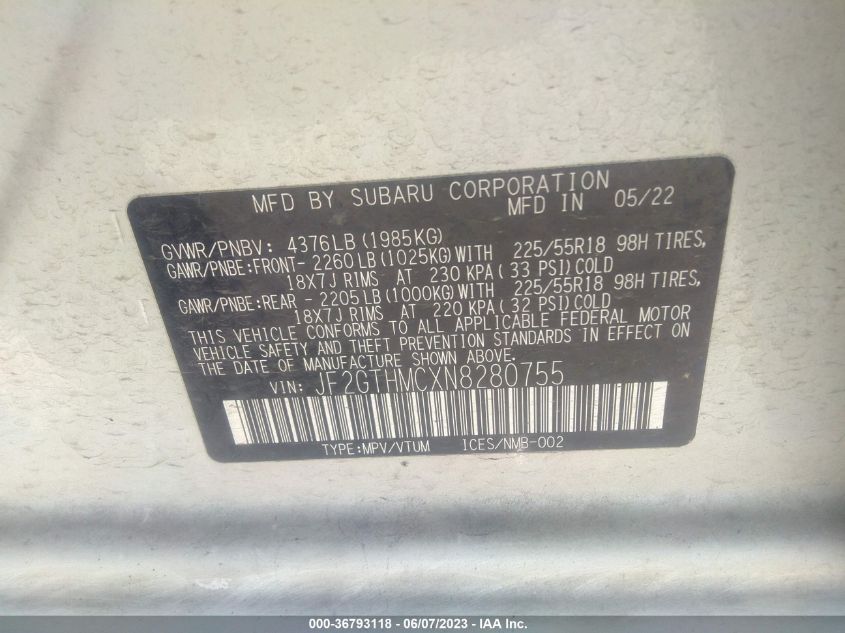 MFD BY SUBARU CORPORATION
MFD IN 05/22
GVWR/PNBV: 4376LB (1985KG)
GAWR/PNBE:FRONT- 2260LB (1025KG)WITH 225/55R18 98H TIRES,
18X7J RIMS AT 230 KPA (33 PSI)COLD
GAWR/PNBE:REAR - 2205LB (1000KG)WITH 225/55R18 98H TIRES,
18X7J RIMS AT 220 KPA (32 PSI)COLD
THIS VEHICLE CONFORMS TO ALL APPLICABLE FEDERAL MOTOR
VEHICLE SAFETY AND THEFT PREVENTION STANDARDS IN EFFECT ON
THE DATE OF MANUFACTURE SHOWN ABOVE.
VIN: JF2GTHMCXN8280755
TYPE:MPV/VTUM ICES/NMB-002
000-36793118 - 06/07/2023 - IAA Inc.